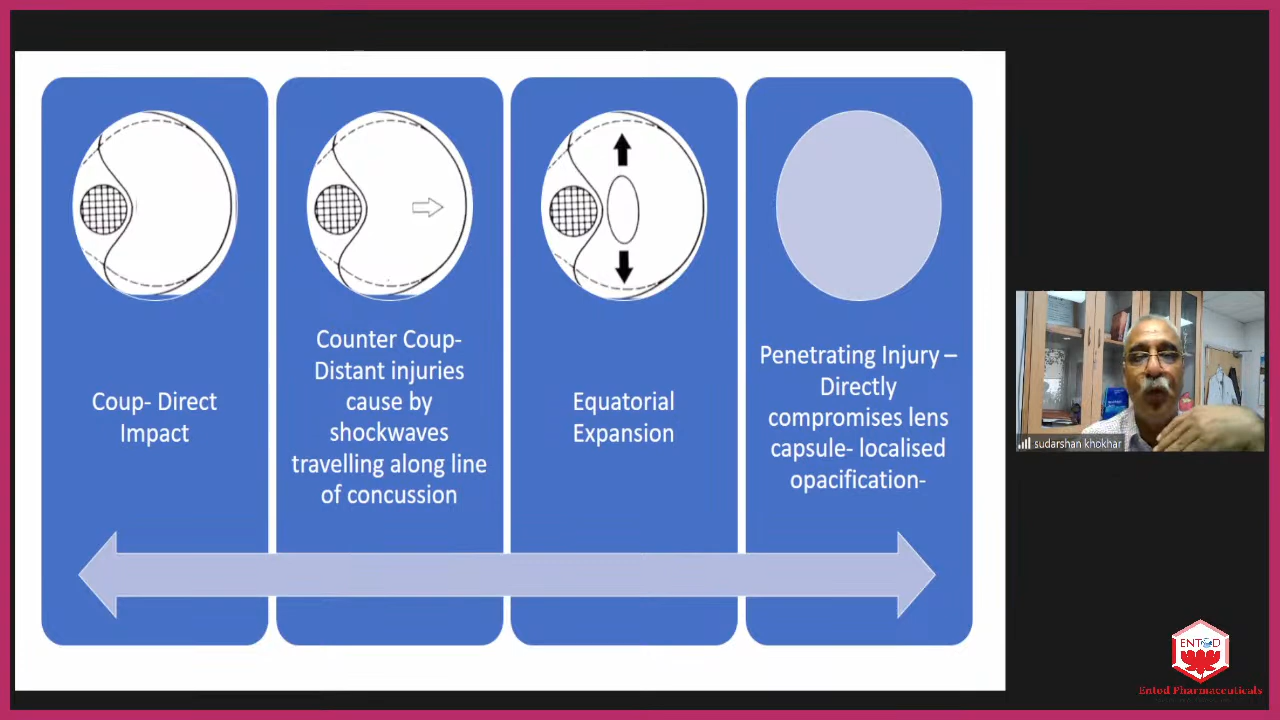 Coup- Direct
Impact
Counter Coup-
Distant injuries
cause by
shockwaves
travelling along line
of concussion
Equatorial
Expansion
Penetrating Injury –
Directly
compromises lens
capsule- localised
opacification-
sudarshan khokhar
ENTOD
Entod Pharmaceuticals